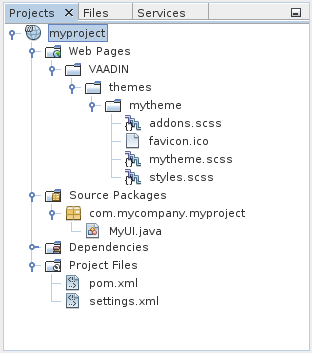 Projects Files Services
myproject
Web Pages
VAADIN
themes
mytheme
addons.scss
favicon.ico
mytheme.scss
styles.scss
Source Packages
com.mycompany.myproject
MyUI.java
Dependencies
Project Files
pom.xml
settings.xml